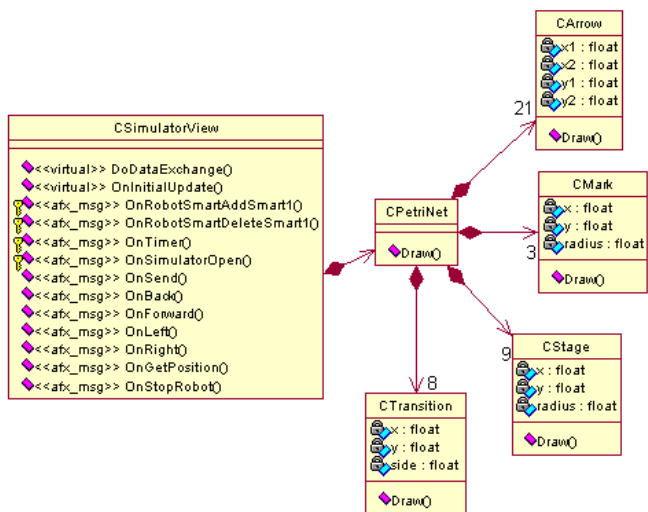 CSimulatorView
<<virtual>> DoDataExchange()
<<virtual>> OnInitialUpdate()
<<afx_msg>> OnRobotSmartAddSmart1()
<<afx_msg>> OnRobotSmartDeleteSmart1()
<<afx_msg>> OnTimer()
<<afx_msg>> OnSimulatorOpen()
<<afx_msg>> OnSend()
<<afx_msg>> OnBack()
<<afx_msg>> OnForward()
<<afx_msg>> OnLeft()
<<afx_msg>> OnRight()
<<afx_msg>> OnGetPosition()
<<afx_msg>> OnStopRobot()
CPetriNet
Draw()
21
CArrow
x1 : float
x2 : float
y1 : float
y2 : float
Draw()
3
CMark
x : float
y : float
radius : float
Draw()
9
CStage
x : float
y : float
radius : float
Draw()
8
CTransition
x : float
y : float
side : float
Draw()